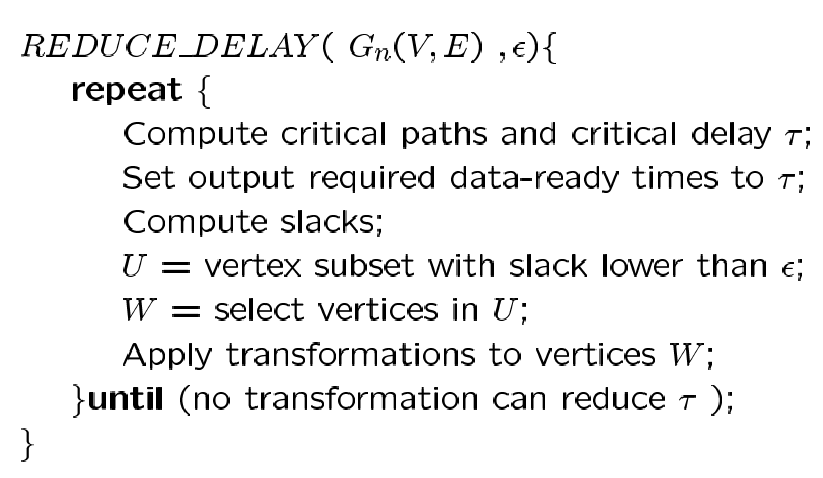 REDUCE_DELAY( Gn(V, E) , ϵ){
repeat {
Compute critical paths and critical delay τ;
Set output required data-ready times to τ;
Compute slacks;
U = vertex subset with slack lower than ϵ;
W = select vertices in U;
Apply transformations to vertices W;
}until (no transformation can reduce τ );
}